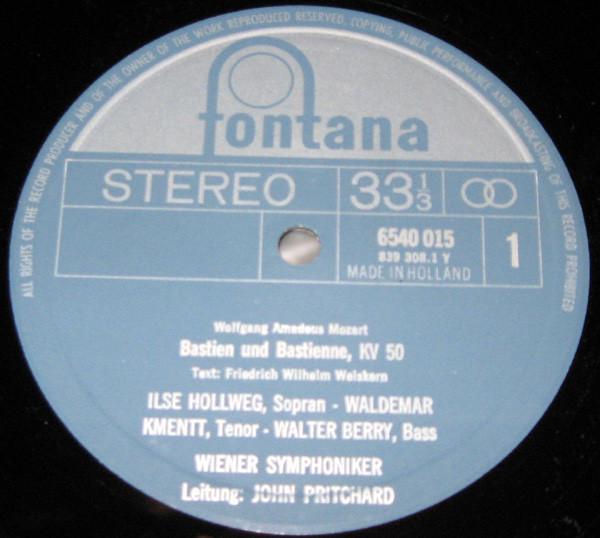 ALL RIGHTS OF THE RECORD PRODUCER AND OF THE OWNER OF THE WORK REPRODUCED RESERVED, COPYING, PUBLIC PERFORMANCE AND BROADCASTING OF THIS RECORD PROHIBITED
fontana
STEREO 33 1/3
6540 015 1
839 308.1 Y
MADE IN HOLLAND
Wolfgang Amadeus Mozart
Bastien und Bastienne, KV 50
Text: Friedrich Wilhelm Weiskern
ILSE HOLLWEG, Sopran - WALDEMAR
KMENTT, Tenor - WALTER BERRY, Bass
WIENER SYMPHONIKER
Leitung: JOHN PRITCHARD